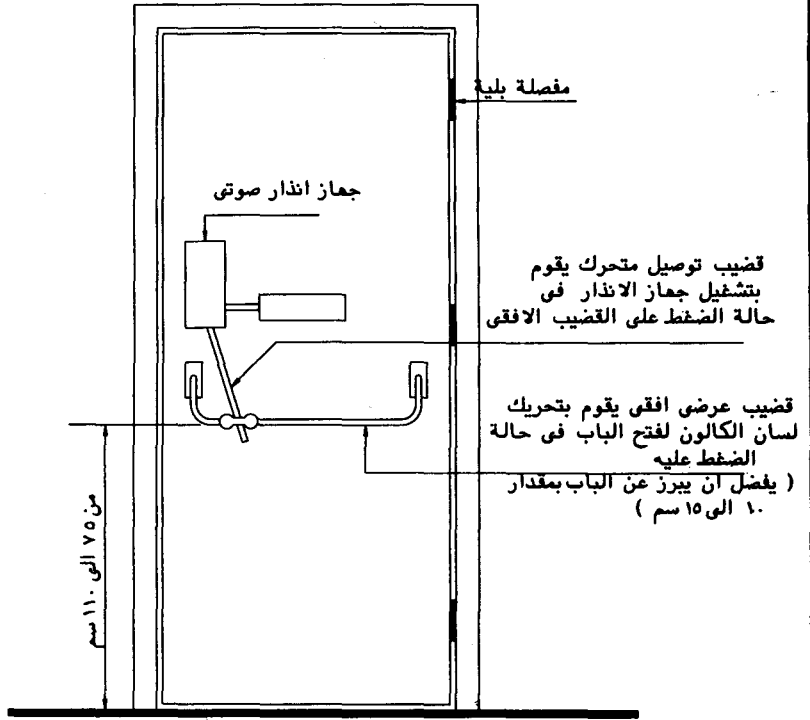 مفصلة بلية
جهاز انذار صوتى
قضيب توصيل متحرك يقوم
بتشغيل جهاز الانذار فى
حالة الضغط على القضيب الافقى
قضيب عرضى افقى يقوم بتحريك
لسان الكالون لفتح الباب فى حالة
الضغط عليه
( يفضل ان يبرز عن الباب بمقدار
١٠ الى ١٥ سم )
من ٧٥ الى ١١٠ سم